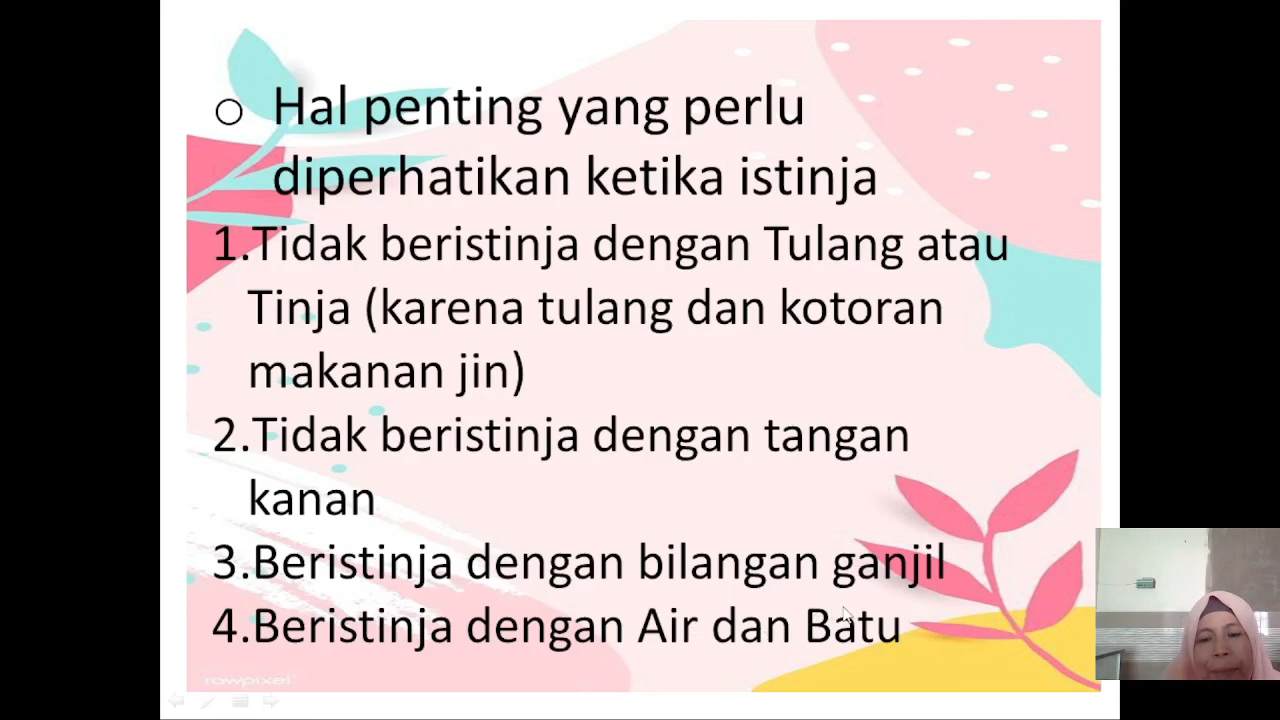 o Hal penting yang perlu
diperhatikan ketika istinja
1.Tidak beristinja dengan Tulang atau
Tinja (karena tulang dan kotoran
makanan jin)
2.Tidak beristinja dengan tangan
kanan
3.Beristinja dengan bilangan ganjil
4.Beristinja dengan Air dan Batu
rawpixel